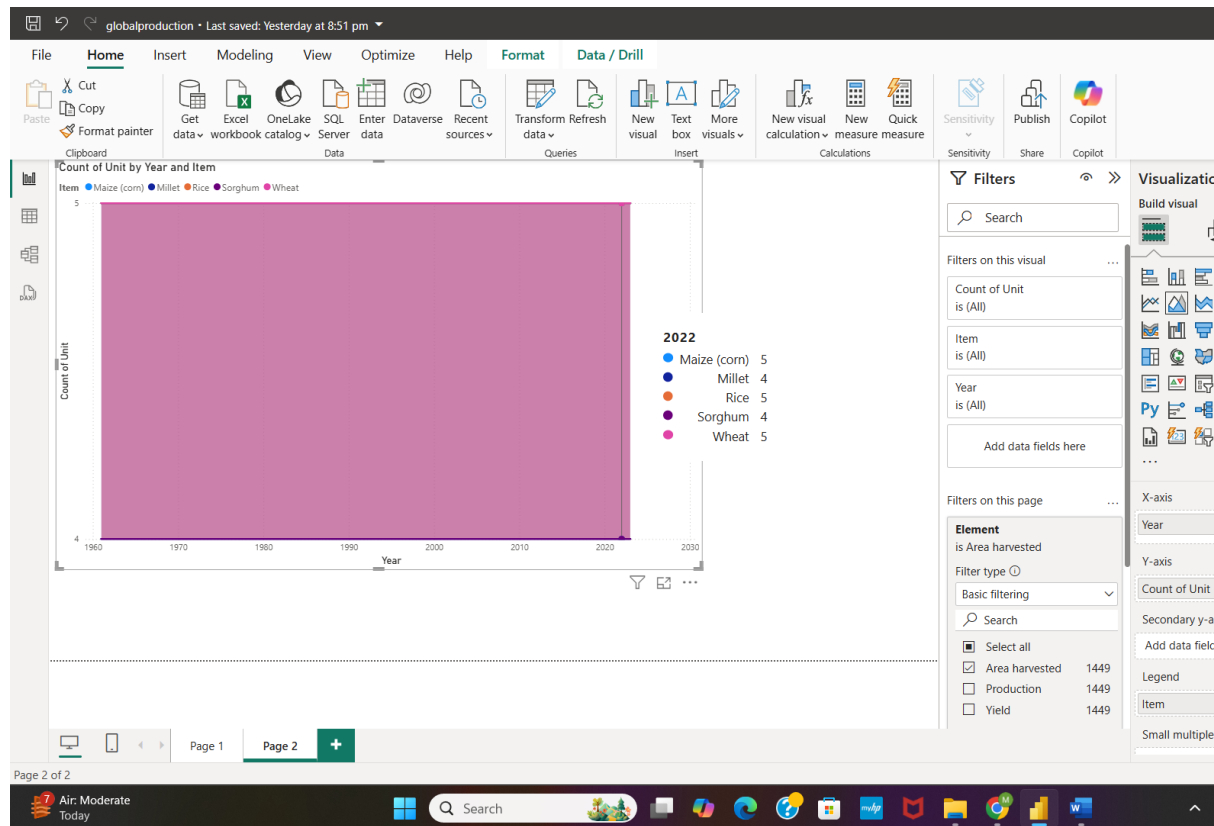 globalproduction • Last saved: Yesterday at 8:51 pm
File Home Insert Modeling View Optimize Help Format Data / Drill
Paste
Cut
Copy
Format painter
Clipboard
Get data
Excel workbook
OneLake catalog
SQL Server
Enter data
Dataverse
Recent sources
Data
Transform data
Refresh
Queries
New visual
Text box
More visuals
Insert
New visual calculation
New measure
Quick measure
Calculations
Sensitivity
Sensitivity
Publish
Share
Copilot
Copilot
Count of Unit by Year and Item
Item Maize (corn) Millet Rice Sorghum Wheat
5
Count of Unit
4
1960 1970 1980 1990 2000 2010 2020 2030
Year
2022
Maize (corn) 5
Millet 4
Rice 5
Sorghum 4
Wheat 5
DAX
Filters
Search
Filters on this visual ...
Count of Unit
is (All)
Item
is (All)
Year
is (All)
Add data fields here
Filters on this page ...
Element
is Area harvested
Filter type
Basic filtering
Search
Select all
Area harvested 1449
Production 1449
Yield 1449
Visualizatio
Build visual
Py
123
...
X-axis
Year
Y-axis
Count of Unit
Secondary y-a
Add data field
Legend
Item
Small multiple
Page 1 Page 2 +
Page 2 of 2
7
Air: Moderate
Today
Search
myhp